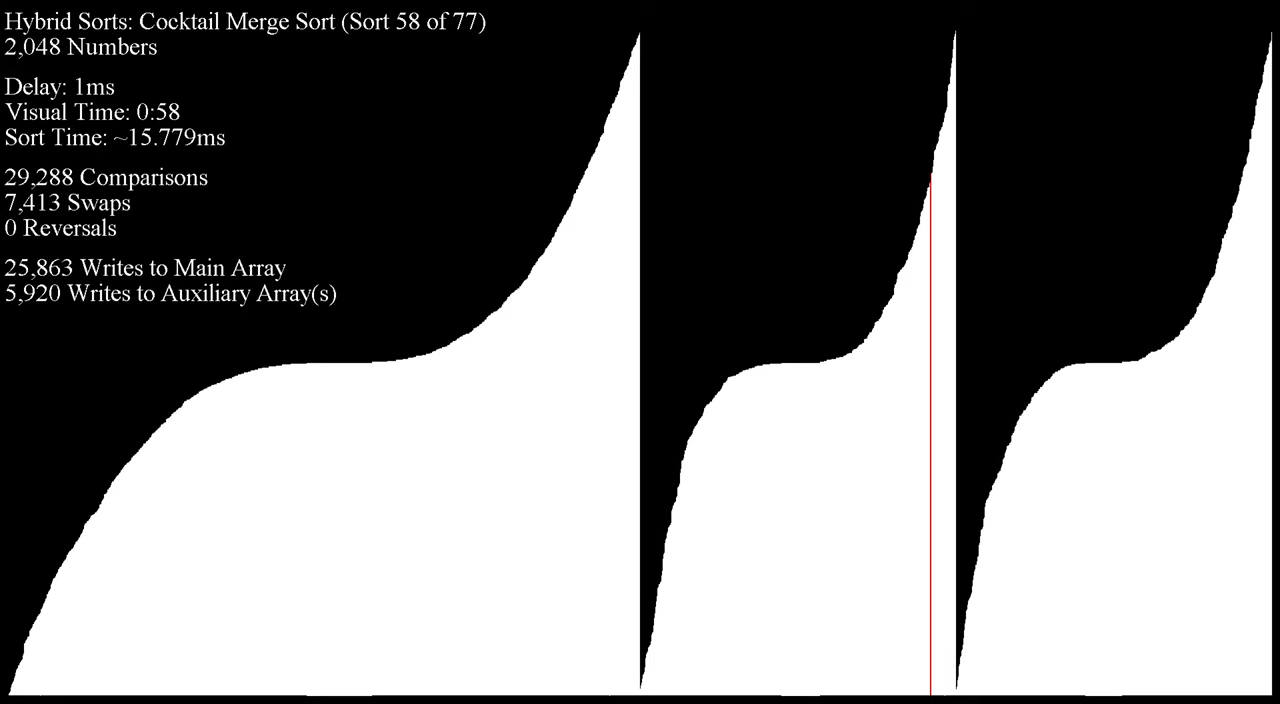 Hybrid Sorts: Cocktail Merge Sort (Sort 58 of 77)
2,048 Numbers
Delay: 1ms
Visual Time: 0:58
Sort Time: ~15.779ms
29,288 Comparisons
7,413 Swaps
0 Reversals
25,863 Writes to Main Array
5,920 Writes to Auxiliary Array(s)